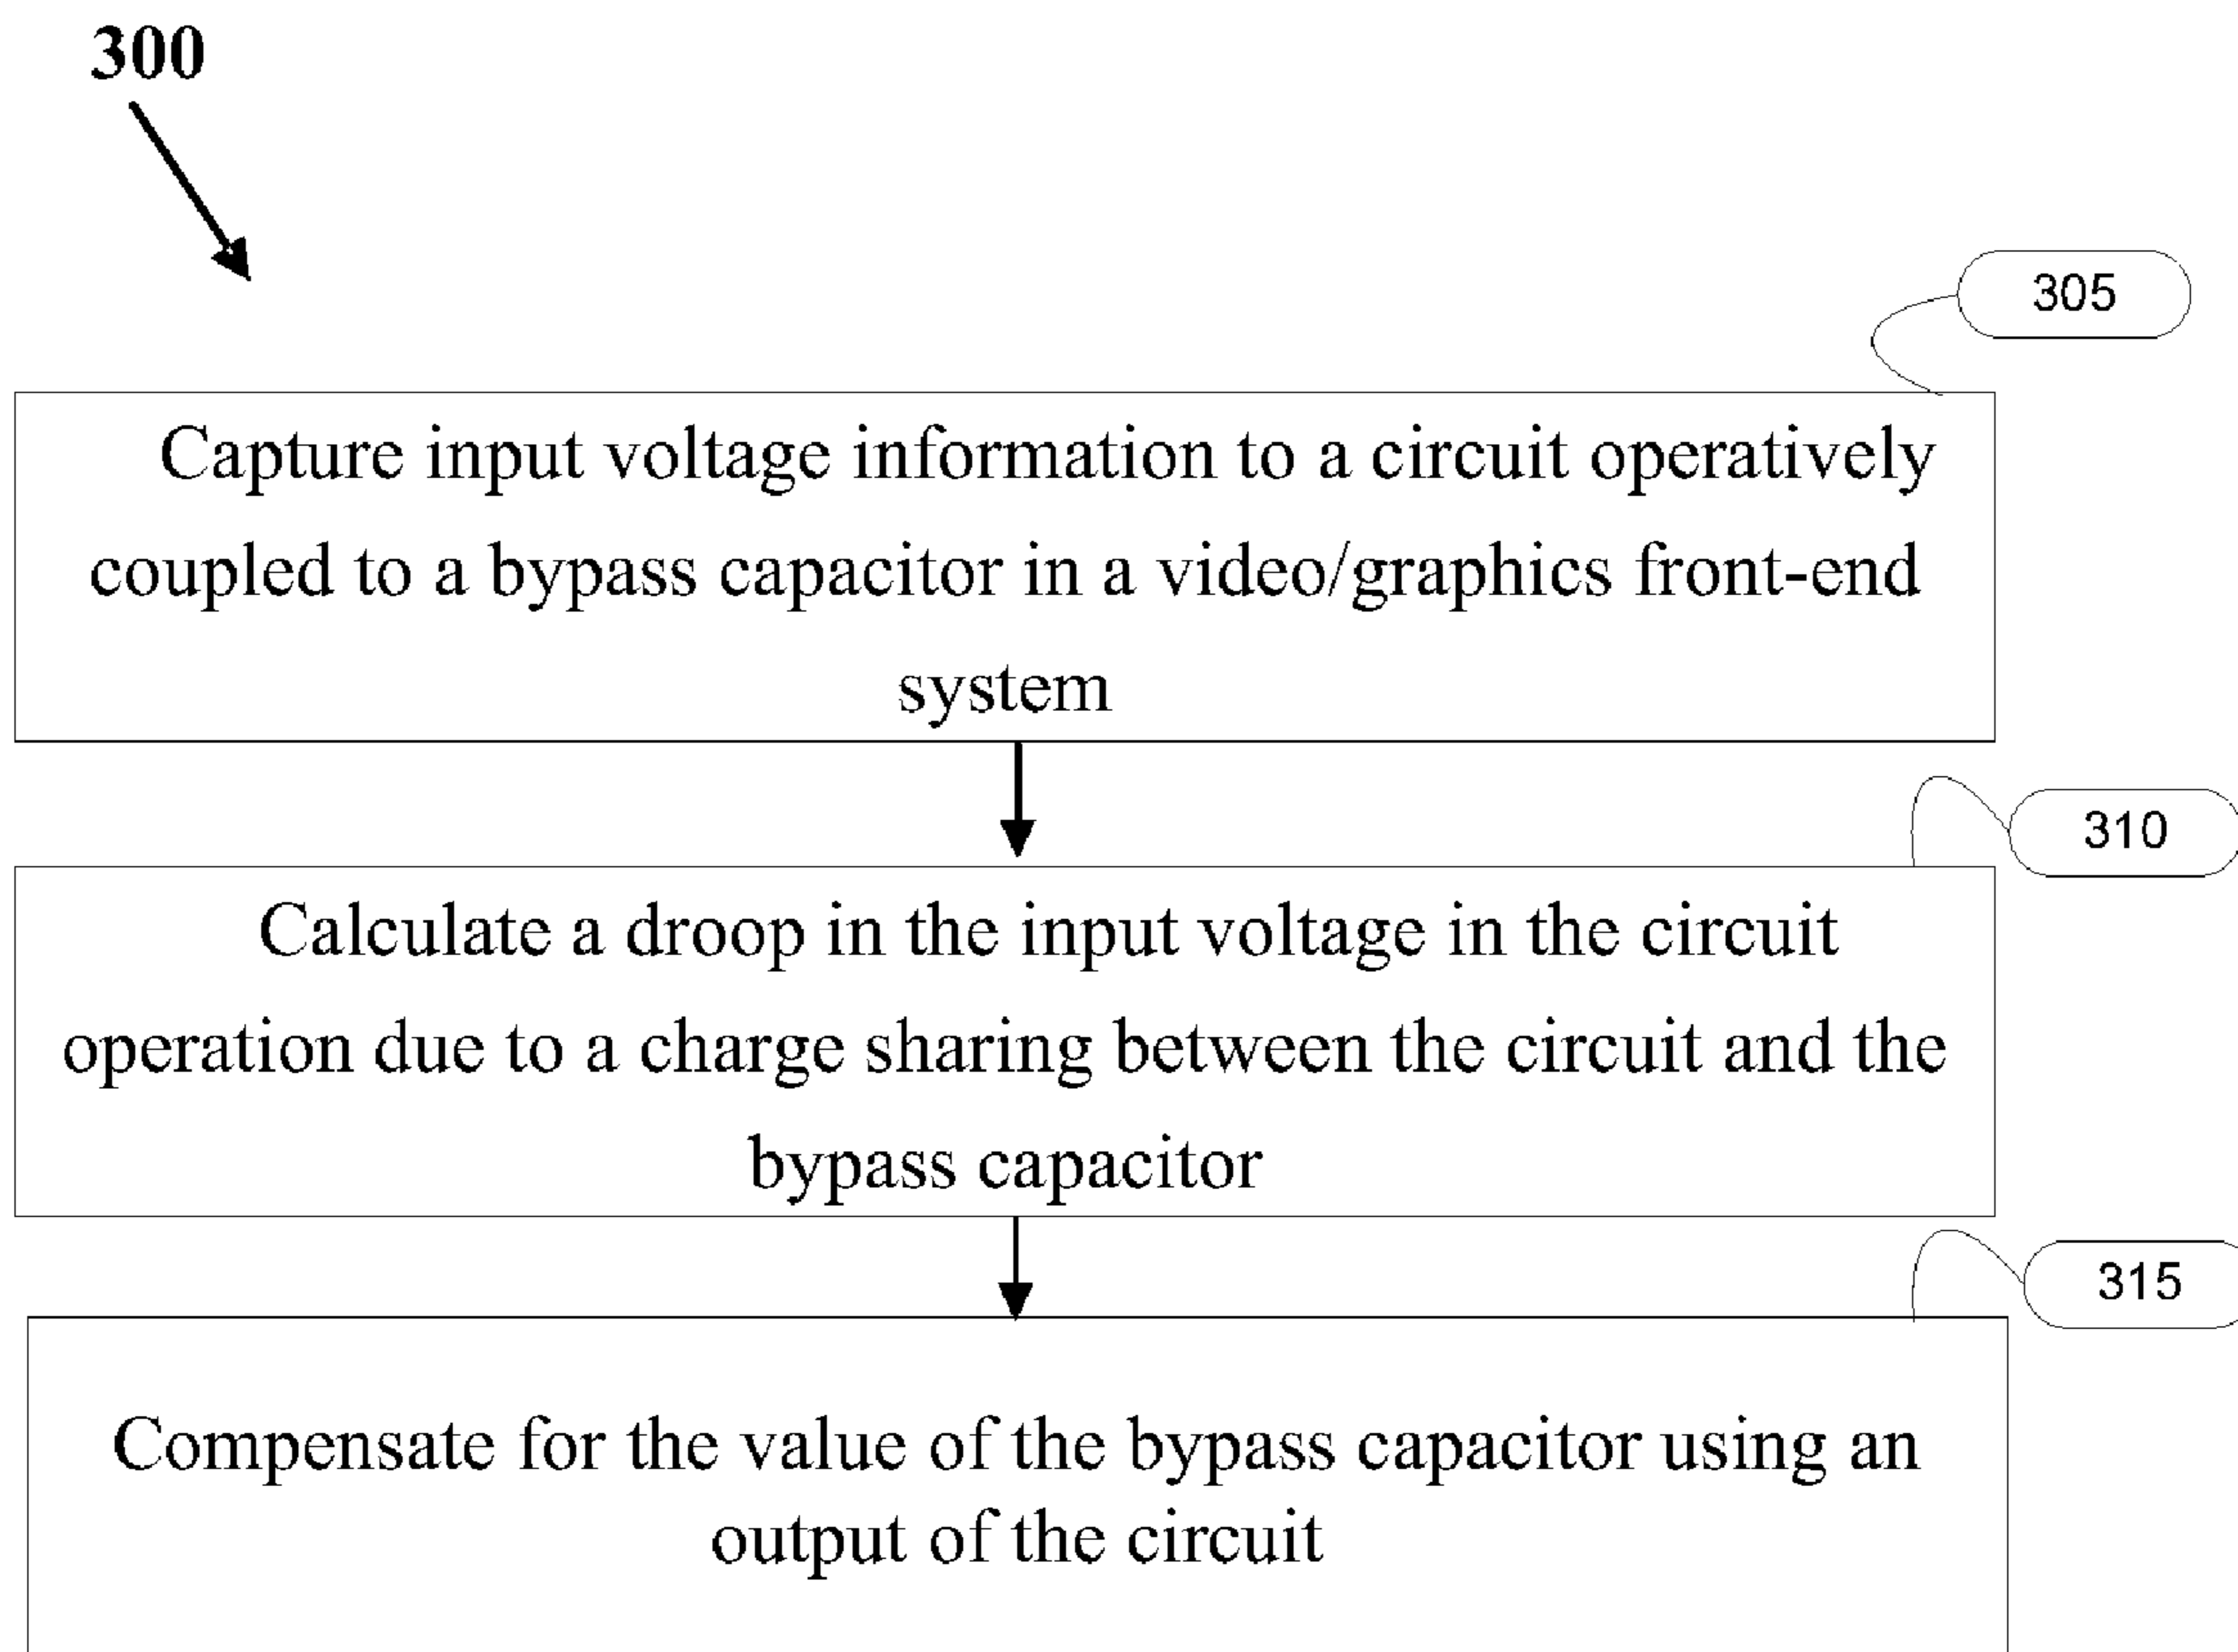 300
305
Capture input voltage information to a circuit operatively
coupled to a bypass capacitor in a video/graphics front-end
system
310
Calculate a droop in the input voltage in the circuit
operation due to a charge sharing between the circuit and the
bypass capacitor
315
Compensate for the value of the bypass capacitor using an
output of the circuit